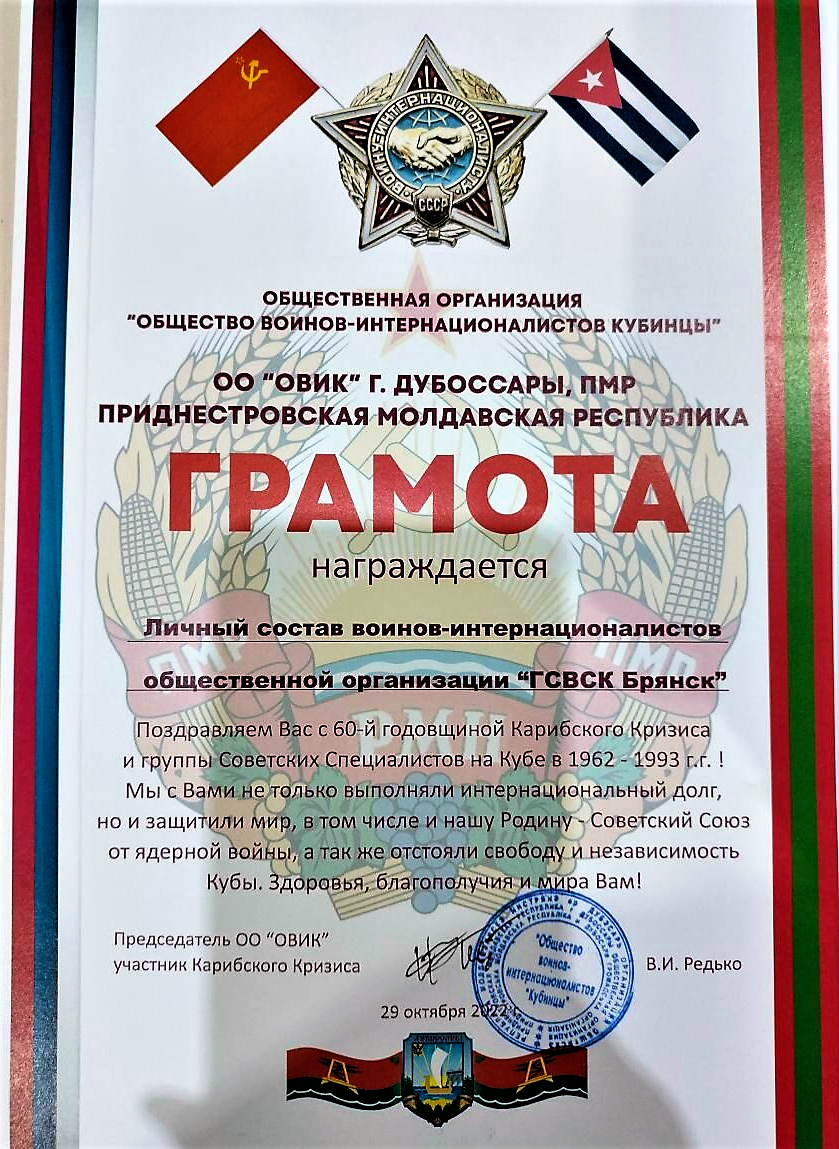 ВОИНУ-ИНТЕРНАЦИОНАЛИСТУ
СССР
ОБЩЕСТВЕННАЯ ОРГАНИЗАЦИЯ
"ОБЩЕСТВО ВОИНОВ-ИНТЕРНАЦИОНАЛИСТОВ КУБИНЦЫ"
ОО "ОВИК" Г. ДУБОССАРЫ, ПМР
ПРИДНЕСТРОВСКАЯ МОЛДАВСКАЯ РЕСПУБЛИКА
ГРАМОТА
награждается
Личный состав воинов-интернационалистов
ПМР
ПМР
общественной организации "ГСВСК Брянск"
РМН
Поздравляем Вас с 60-й годовщиной Карибского Кризиса
и группы Советских Специалистов на Кубе в 1962 - 1993 г.г. !
Мы с Вами не только выполняли интернациональный долг,
но и защитили мир, в том числе и нашу Родину - Советский Союз
от ядерной войны, а так же отстояли свободу и независимость
Кубы. Здоровья, благополучия и мира Вам!
Председатель ОО "ОВИК"
участник Карибского Кризиса
В.И. Редько
"Общество
воинов-
интернационалистов
"Кубинцы"
29 октября 2022 г.